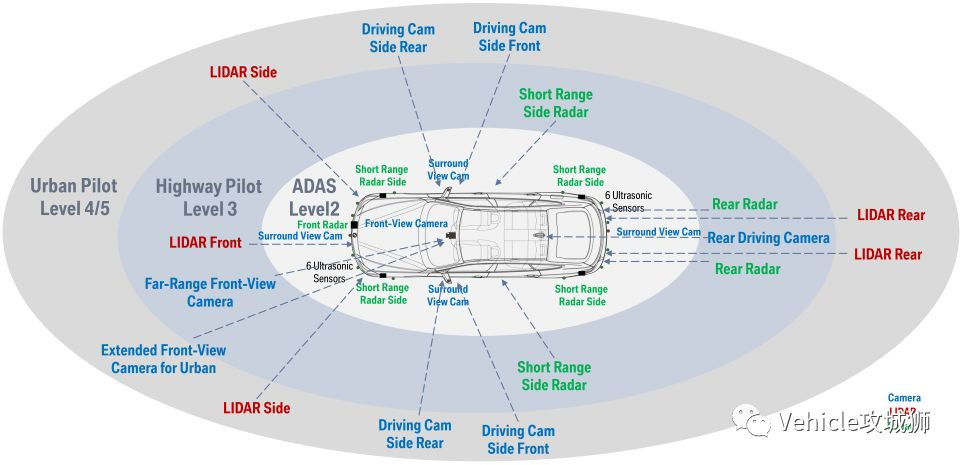 Driving Cam
Side Rear
Driving Cam
Side Front
LIDAR Side
Short Range
Side Radar
Short Range
Radar Side
Surround
View Cam
Short Range
Radar Side
Urban Pilot
Level 4/5
Highway Pilot
Level 3
ADAS
Level2
6 Ultrasonic
Sensors
Rear Radar
LIDAR Rear
Front Radar
Front-View Camera
Surround View Cam
Surround View Cam
Rear Driving Camera
LIDAR Front
LIDAR Rear
Rear Radar
6 Ultrasonic
Sensors
Far-Range Front-View
Camera
Short Range
Radar Side
Surround
View Cam
Short Range
Radar Side
Extended Front-View
Camera for Urban
Short Range
Side Radar
LIDAR Side
Driving Cam
Side Rear
Driving Cam
Side Front
Camera
LIDAR
Vehicle攻城狮